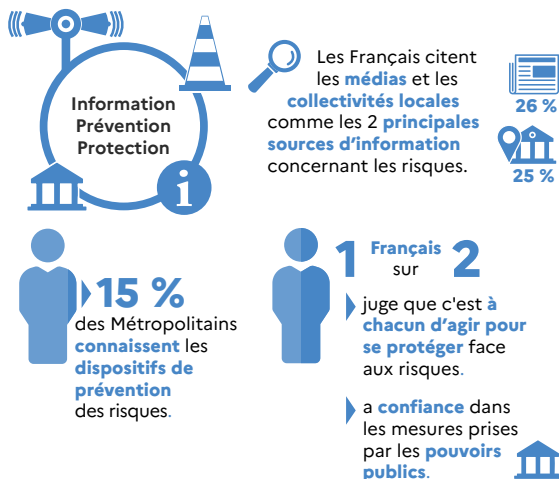 Information
Prévention
Protection
Les Français citent
les médias et les
collectivités locales
comme les 2 principales
sources d'information
concernant les risques.
26 %
25 %
15 %
des Métropolitains
connaissent les
dispositifs de
prévention
des risques.
1 Français
sur 2
juge que c'est à
chacun d'agir pour
se protéger face
aux risques.
a confiance dans
les mesures prises
par les pouvoirs
publics.